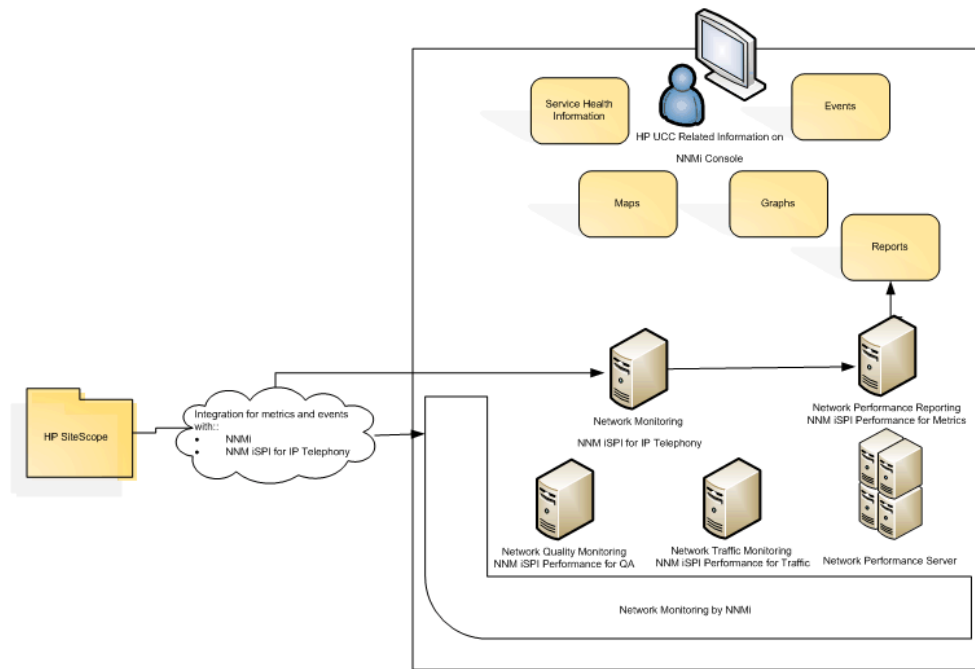 Service Health
Information
Events
HP UCC Related Information on
NNMi Console
Maps
Graphs
Reports
HP SiteScope
Integration for metrics and events
with::
• NNMi
• NNM iSPI for IP Telephony
Network Monitoring
NNM iSPI for IP Telephony
Network Performance Reporting
NNM iSPI Performance for Metrics
Network Quality Monitoring
NNM iSPI Performance for QA
Network Traffic Monitoring
NNM iSPI Performance for Traffic
Network Performance Server
Network Monitoring by NNMi